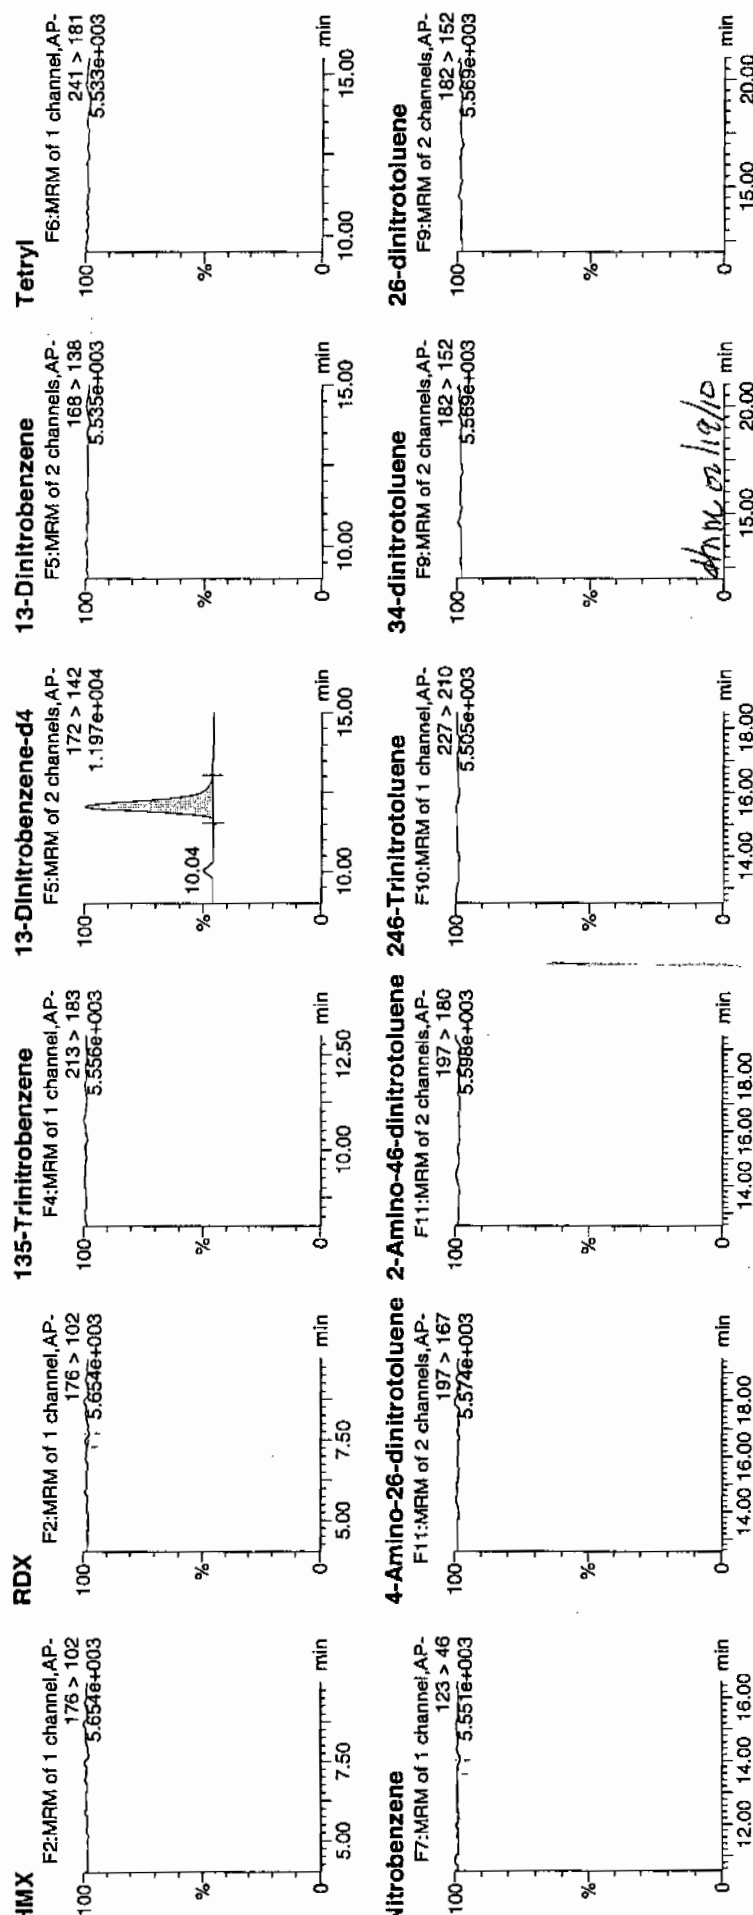 HMX
F2:MRM of 1 channel,AP-
176 > 102
5.654e+003
100
%
0
5.00
7.50
min
RDX
F2:MRM of 1 channel,AP-
176 > 102
5.654e+003
100
%
0
5.00
7.50
min
135-Trinitrobenzene
F4:MRM of 1 channel,AP-
213 > 183
5.556e+003
100
%
0
10.00
12.50
min
13-Dinitrobenzene-d4
F5:MRM of 2 channels,AP-
172 > 142
1.197e+004
100
%
10.04
0
10.00
15.00
min
13-Dinitrobenzene
F5:MRM of 2 channels,AP-
168 > 138
5.535e+003
100
%
0
10.00
15.00
min
Tetryl
F6:MRM of 1 channel,AP-
241 > 181
5.533e+003
100
%
0
10.00
15.00
min
Nitrobenzene
F7:MRM of 1 channel,AP-
123 > 46
5.551e+003
100
%
0
12.00 14.00 16.00
min
4-Amino-26-dinitrotoluene
F11:MRM of 2 channels,AP-
197 > 167
5.574e+003
100
%
0
14.00 16.00 18.00
min
2-Amino-46-dinitrotoluene
F11:MRM of 2 channels,AP-
197 > 180
5.598e+003
100
%
0
14.00 16.00 18.00
min
246-Trinitrotoluene
F10:MRM of 1 channel,AP-
227 > 210
5.505e+003
100
%
0
14.00 16.00 18.00
min
34-dinitrotoluene
F9:MRM of 2 channels,AP-
182 > 152
5.569e+003
100
%
02/19/10
0
15.00
20.00
min
26-dinitrotoluene
F9:MRM of 2 channels,AP-
182 > 152
5.569e+003
100
%
0
15.00
20.00
min